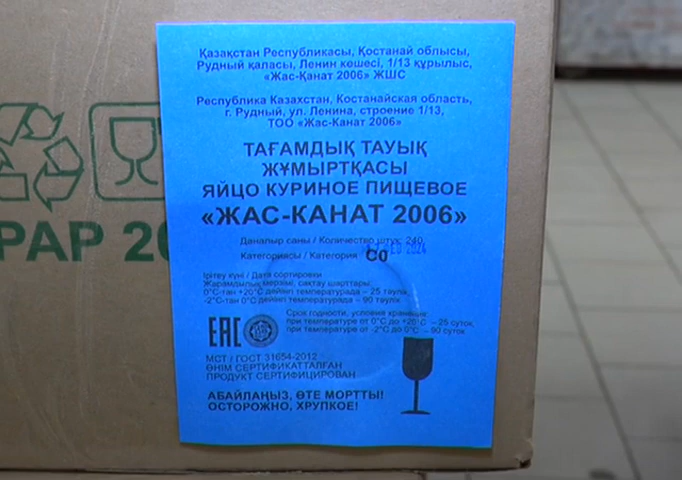 Қазақстан Республикасы, Қостанай облысы,
Рудный қаласы, Ленин көшесі, 1/13 құрылыс,
«Жас-Қанат 2006» ЖШС
Республика Казахстан, Костанайская область,
г. Рудный, ул. Ленина, строение 1/13,
ТОО «Жас-Канат 2006»
ТАҒАМДЫҚ ТАУЫҚ
ЖҰМЫРТҚАСЫ
ЯЙЦО КУРИНОЕ ПИЩЕВОЕ
«ЖАС-КАНАТ 2006»
Даналыр саны / Количество штук: 240
Категориясы / Категория С0
2024
Іріктеу күні / Дата сортировки
Жарамдылық мерзімі, сақтау шарттары:
0°С-тан +20°С дейінгі температурада – 25 тәулік
-2°С-тан 0°С дейінгі температурада – 90 тәулік
Срок годности, условия хранения:
при температуре от 0°С до +20°С – 25 суток,
при температуре от -2°С до 0°С – 90 суток
ЕАС
МСТ / ГОСТ 31654-2012
ӨНІМ СЕРТИФИКАТТАЛҒАН
ПРОДУКТ СЕРТИФИЦИРОВАН
АБАЙЛАҢЫЗ, ӨТЕ МОРТТЫ!
ОСТОРОЖНО, ХРУПКОЕ!
PAP 20